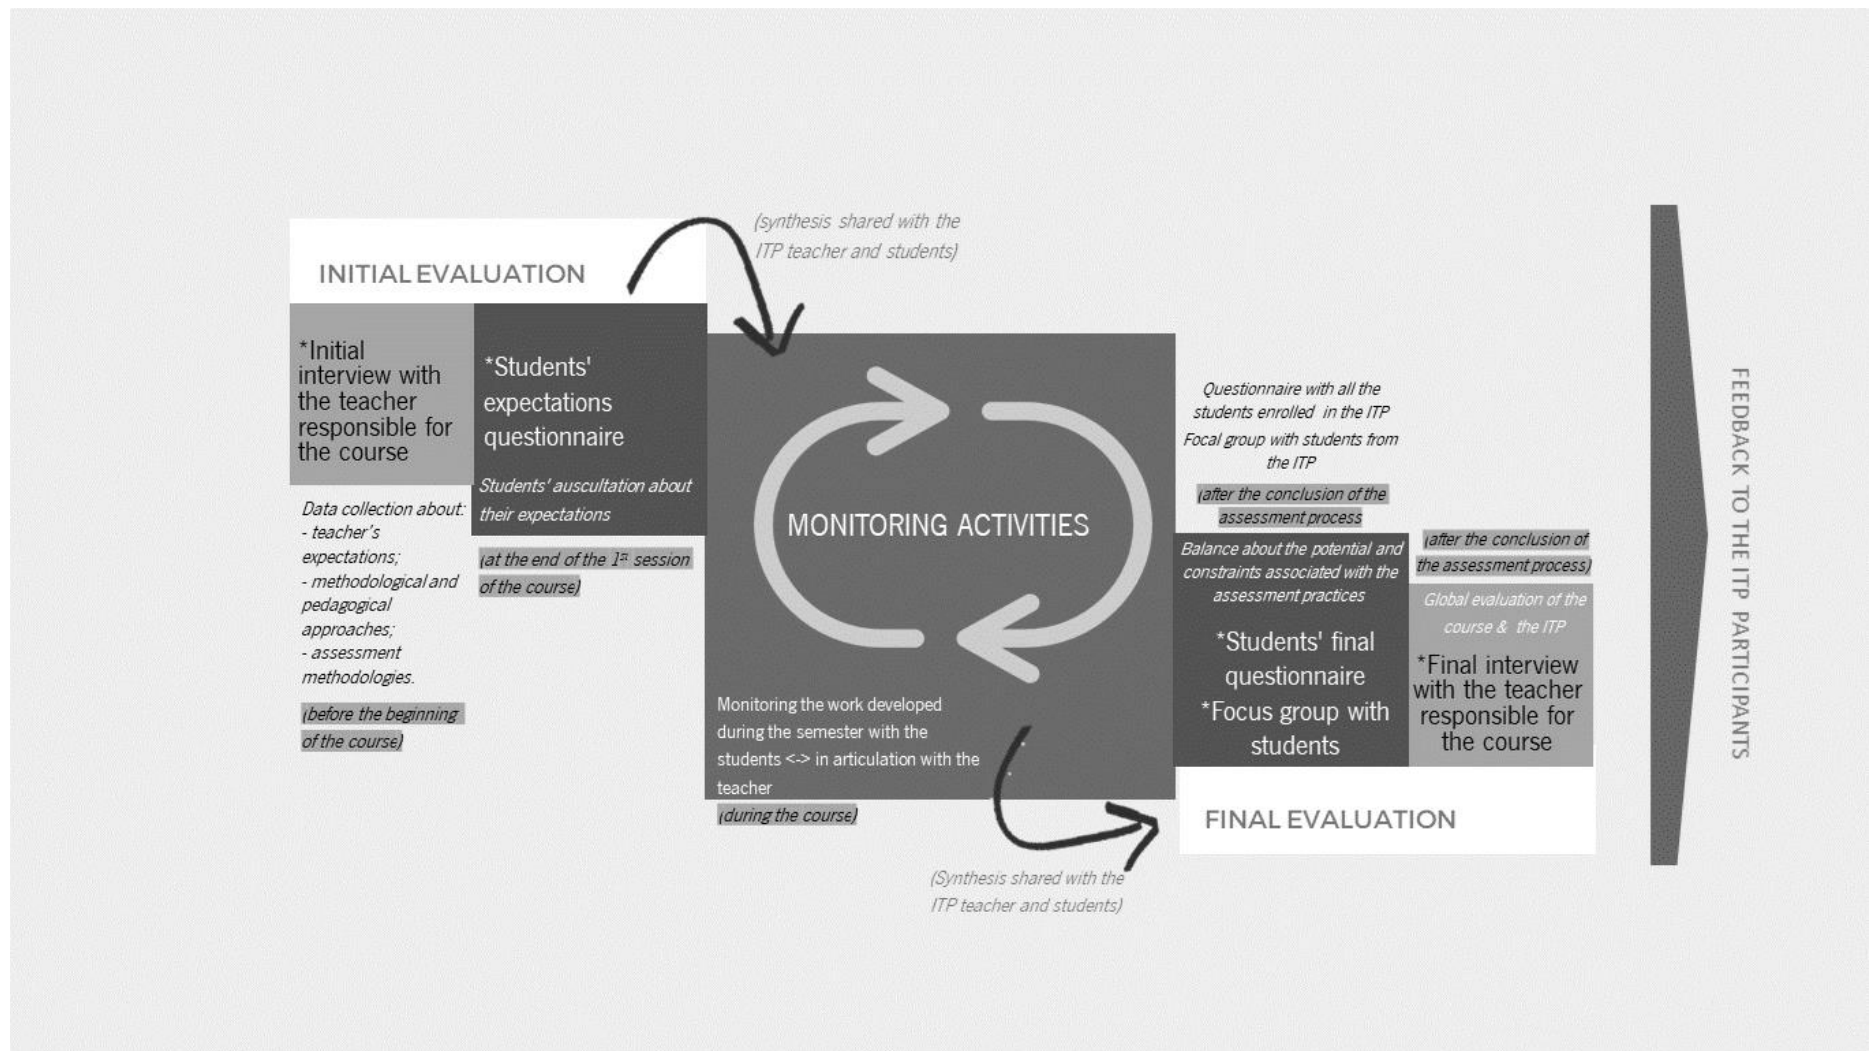 (synthesis shared with the
ITP teacher and students)
INITIAL EVALUATION
*Initial
interview with
the teacher
responsible for
the course
*Students'
expectations
questionnaire
Students' auscultation about
their expectations
Data collection about:
- teacher's
expectations;
- methodological and
pedagogical
approaches;
- assessment
methodologies.
(before the beginning
of the course)
(at the end of the 1st session
of the course)
MONITORING ACTIVITIES
Monitoring the work developed
during the semester with the
students <-> in articulation with the
teacher
(during the course)
(Synthesis shared with the
ITP teacher and students)
Questionnaire with all the
students enrolled in the ITP
Focal group with students from
the ITP
(after the conclusion of the
assessment process
Balance about the potential and
constraints associated with the
assessment practices
*Students' final
questionnaire
*Focus group with
students
(after the conclusion of
the assessment process)
Global evaluation of the
course & the ITP
*Final interview
with the teacher
responsible for
the course
FINAL EVALUATION
FEEDBACK TO THE ITP PARTICIPANTS